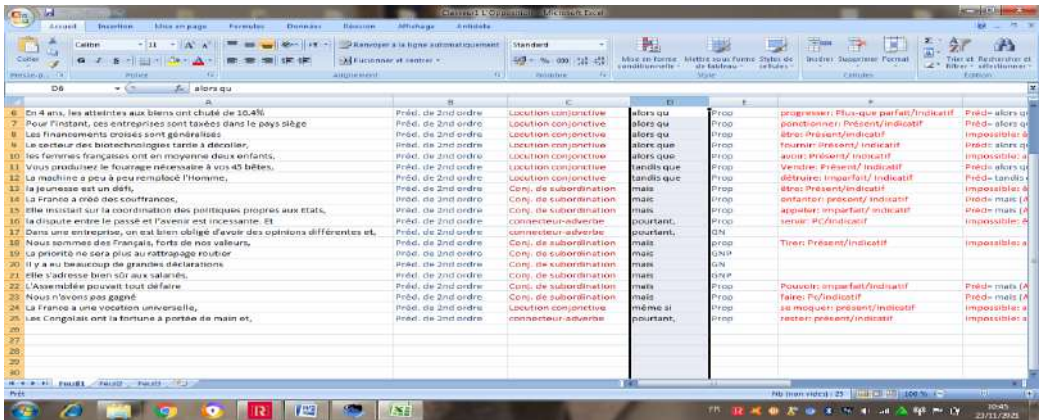 Classeur1 L'Opposition - Microsoft Excel
Accueil Insertion Mise en page Formules Données Révision Affichage Antidote
Calibri 11 Renvoyer à la ligne automatiquement Standard
Coller G I S Fusionner et centrer % 000 Mise en forme conditionnelle Mettre sous forme de tableau Styles de cellules Insérer Supprimer Format Trier et filtrer Rechercher et sélectionner
Presse-p... Police Alignement Nombre Style Cellules Édition
D6 alors qu
A B C D E F
6 En 4 ans, les atteintes aux biens ont chuté de 10.4% Préd. de 2nd ordre Locution conjonctive alors qu Prop progresser: Plus-que parfait/Indicatif Préd= alors q
7 Pour l'instant, ces entreprises sont taxées dans le pays siège Préd. de 2nd ordre Locution conjonctive alors qu Prop ponctionner: Présent/indicatif Préd= alors q
8 Les financements croisés sont généralisés Préd. de 2nd ordre Locution conjonctive alors qu Prop être: Présent/indicatif Impossible: ê
9 Le secteur des biotechnologies tarde à décoller, Préd. de 2nd ordre Locution conjonctive alors que Prop fournir: Présent/ indicatif Préd= alors q
10 les femmes françaises ont en moyenne deux enfants, Préd. de 2nd ordre Locution conjonctive alors que Prop avoir: Présent/ indicatif Impossible: a
11 Vous produisez le fourrage nécessaire à vos 45 bêtes, Préd. de 2nd ordre Locution conjonctive tandis que Prop Vendre: Présent/ indicatif Préd= alors q
12 La machine a peu à peu remplacé l'Homme, Préd. de 2nd ordre Locution conjonctive tandis que Prop détruire: Imparfait/ indicatif Préd= tandis
13 la jeunesse est un défi, Préd. de 2nd ordre Conj. de subordination mais Prop être: Présent/indicatif Impossible: ê
14 La France a créé des souffrances, Préd. de 2nd ordre Conj. de subordination mais Prop enfanter: présent/ indicatif Préd= mais (A
15 Elle insistait sur la coordination des politiques propres aux Etats, Préd. de 2nd ordre Conj. de subordination mais Prop appeler: imparfait/ indicatif Préd= mais (A
16 la dispute entre le passé et l'avenir est incessante. Et Préd. de 2nd ordre connecteur-adverbe pourtant, Prop servir: PC/indicatif Impossible: ê
17 Dans une entreprise, on est bien obligé d'avoir des opinions différentes et, Préd. de 2nd ordre connecteur-adverbe pourtant, GN
18 Nous sommes des Français, forts de nos valeurs, Préd. de 2nd ordre Conj. de subordination mais prop Tirer: Présent/indicatif Impossible: a
19 La priorité ne sera plus au rattrapage routier Préd. de 2nd ordre Conj. de subordination mais GNP
20 Il y a eu beaucoup de grandes déclarations Préd. de 2nd ordre Conj. de subordination mais GN
21 Elle s'adresse bien sûr aux salariés, Préd. de 2nd ordre Conj. de subordination mais GNP
22 L'Assemblée pouvait tout défaire Préd. de 2nd ordre Conj. de subordination mais Prop Pouvoir: imparfait/ indicatif Préd= mais (A
23 Nous n'avons pas gagné Préd. de 2nd ordre Conj. de subordination mais Prop faire: Pc/indicatif Préd= mais (A
24 La France a une vocation universelle, Préd. de 2nd ordre Locution conjonctive même si Prop se moquer: présent/indicatif Impossible: a
25 Les Congolais ont la fortune à portée de main et, Préd. de 2nd ordre connecteur-adverbe pourtant, Prop rester: présent/indicatif Impossible: a
26
27
28
29
30
Feuil1 Feuil2 Feuil3
Prêt Nb (non vides) : 25 100 %
FR 10:45
23/11/2021